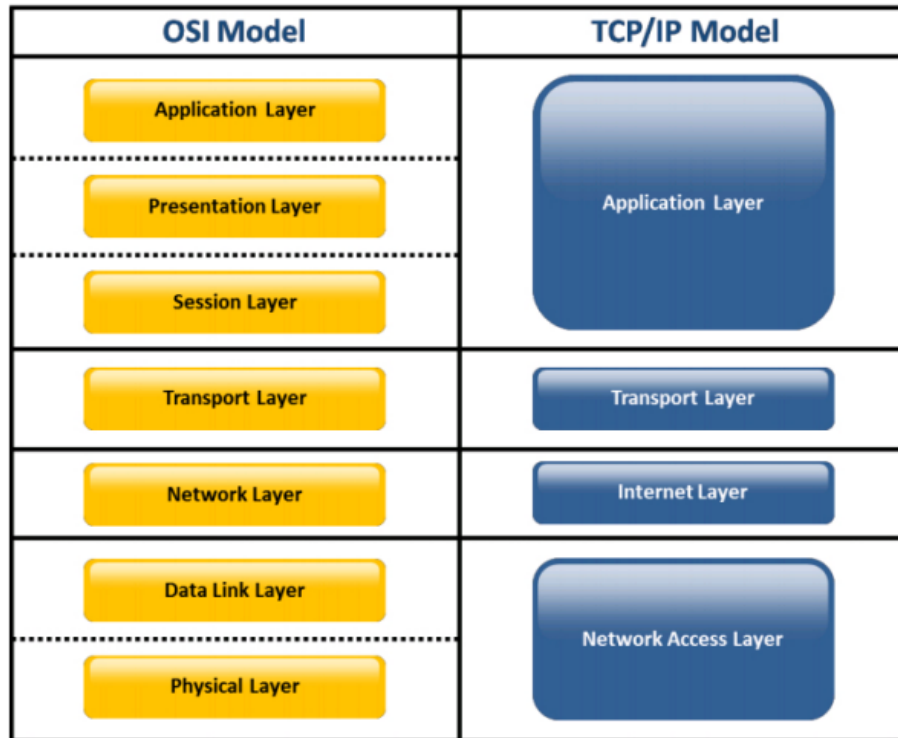 OSI Model
TCP/IP Model
Application Layer
Presentation Layer
Session Layer
Application Layer
Transport Layer
Transport Layer
Network Layer
Internet Layer
Data Link Layer
Physical Layer
Network Access Layer